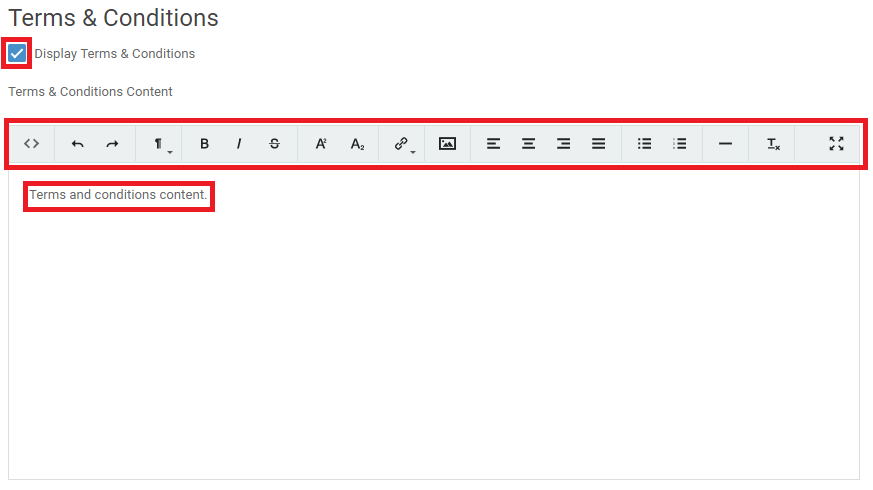 Terms & Conditions
Display Terms & Conditions
Terms & Conditions Content
Terms and conditions content.